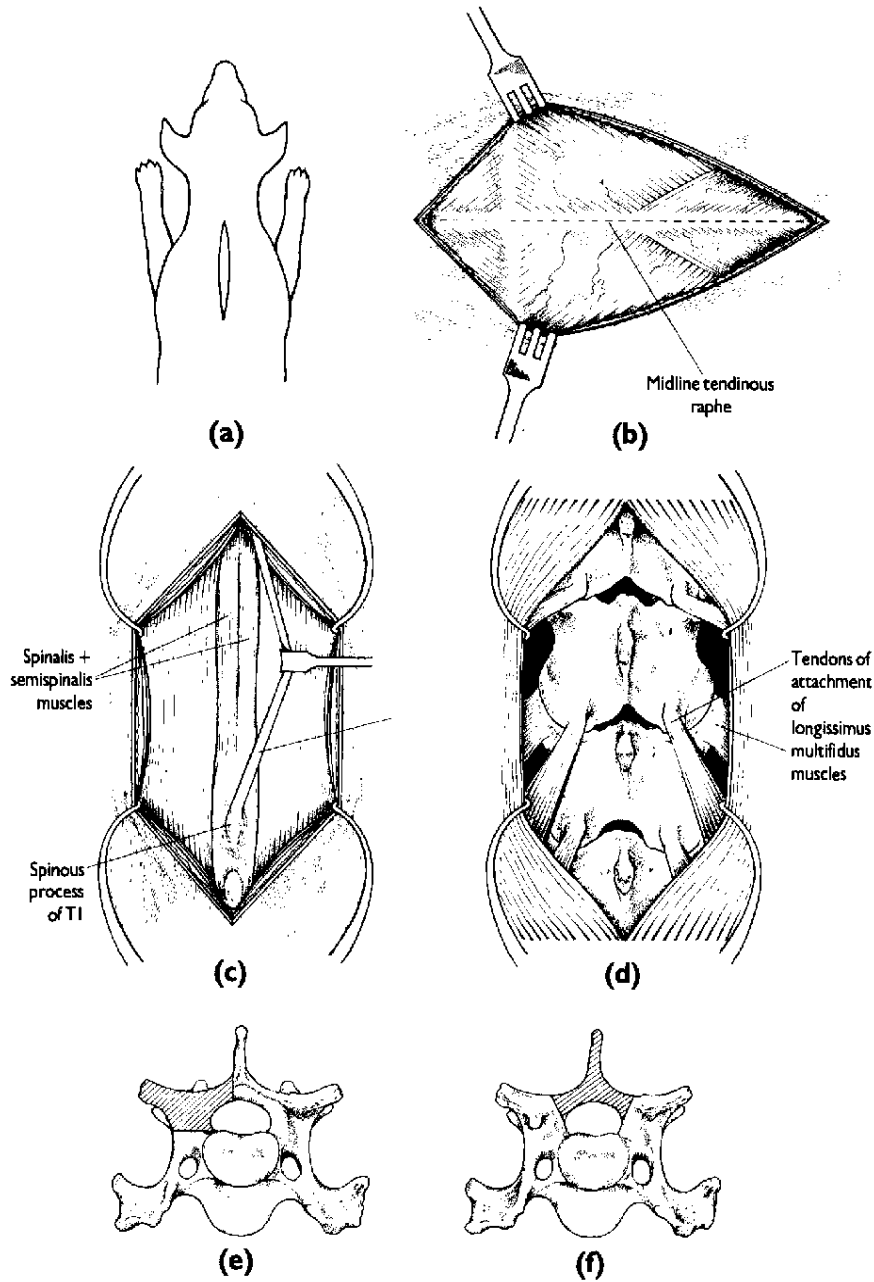 (a)
Midline tendinous
raphe
(b)
Spinalis +
semispinalis
muscles
Spinous
process
of T1
(c)
Tendons of
attachment
of
longissimus
multifidus
muscles
(d)
(e)
(f)